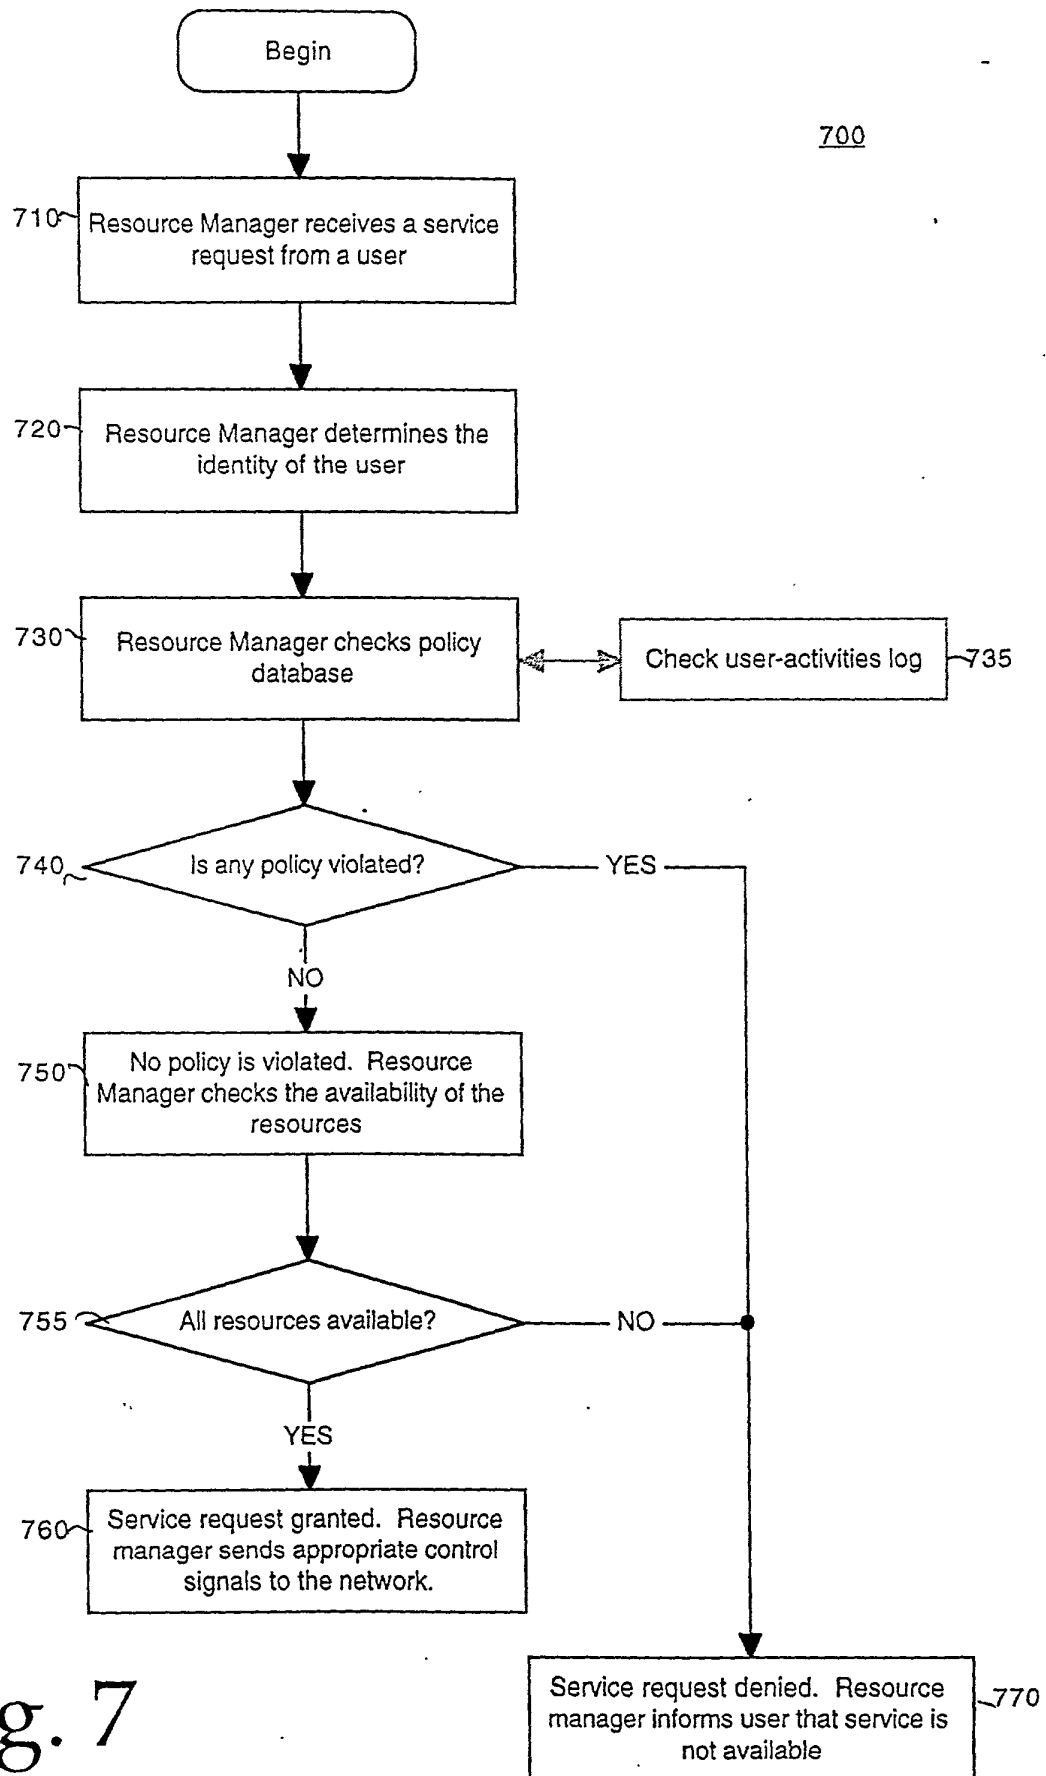 Begin
700
710
Resource Manager receives a service
request from a user
720
Resource Manager determines the
identity of the user
730
Resource Manager checks policy
database
Check user-activities log
735
740
Is any policy violated?
YES
NO
750
No policy is violated. Resource
Manager checks the availability of the
resources
755
All resources available?
NO
YES
760
Service request granted. Resource
manager sends appropriate control
signals to the network.
Service request denied. Resource
manager informs user that service is
not available
770
g. 7